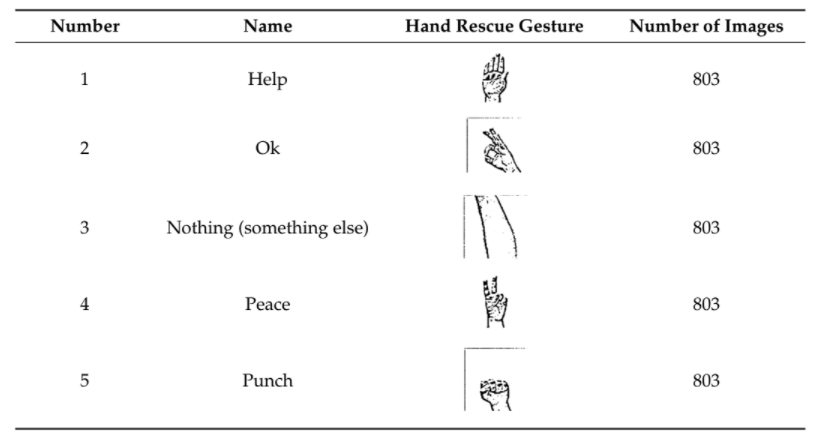 Number Name Hand Rescue Gesture Number of Images
1 Help 803
2 Ok 803
3 Nothing (something else) 803
4 Peace 803
5 Punch 803